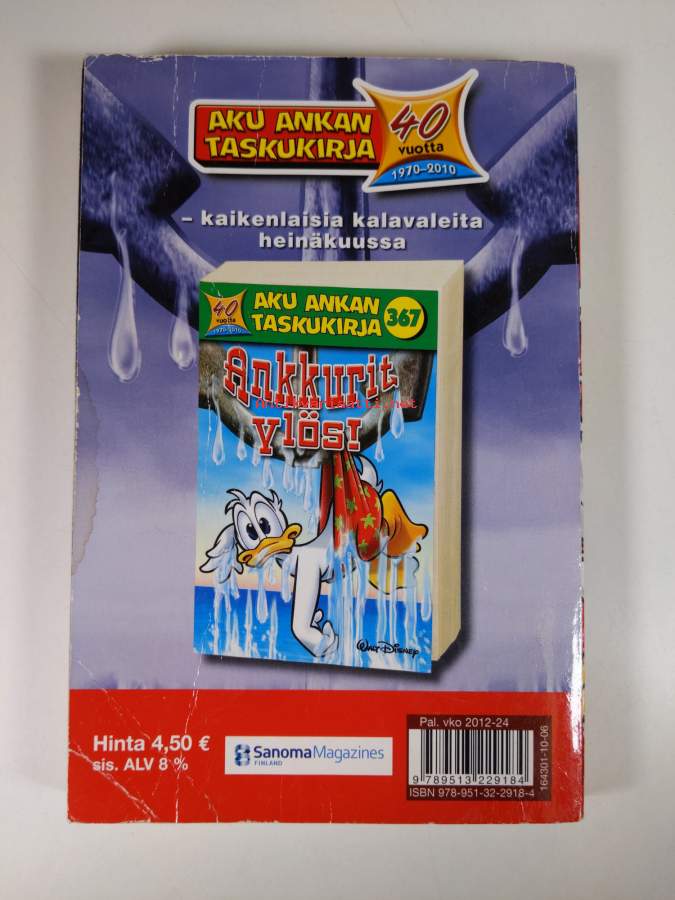 AKU ANKAN
TASKUKIRJA
40
vuotta
1970–2010
– kaikenlaisia kalavaleita
heinäkuussa
40
vuotta
1970–2010
AKU ANKAN
TASKUKIRJA
367
Ankkurit
ylös!
WALT DISNEY
Hinta 4,50 €
sis. ALV 8 %
SanomaMagazines
FINLAND
Pal. vko 2012-24
9 789513 229184
ISBN 978-951-32-2918-4
164301-10-06